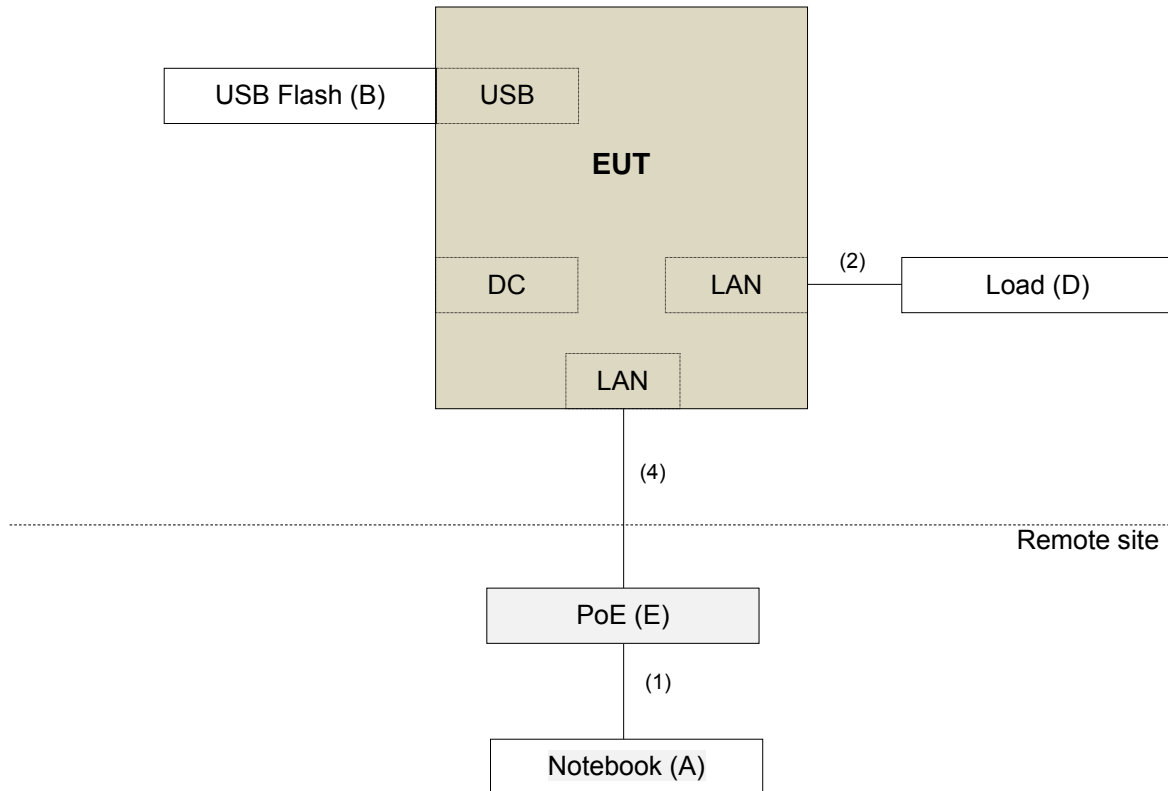 USB Flash (B)
USB
EUT
(2)
DC
LAN
Load (D)
LAN
(4)
Remote site
PoE (E)
(1)
Notebook (A)